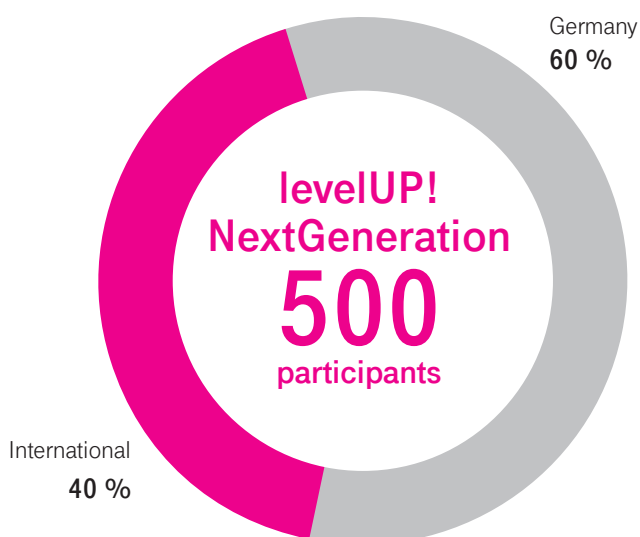 Germany
60 %
levelUP!
NextGeneration
500
participants
International
40 %